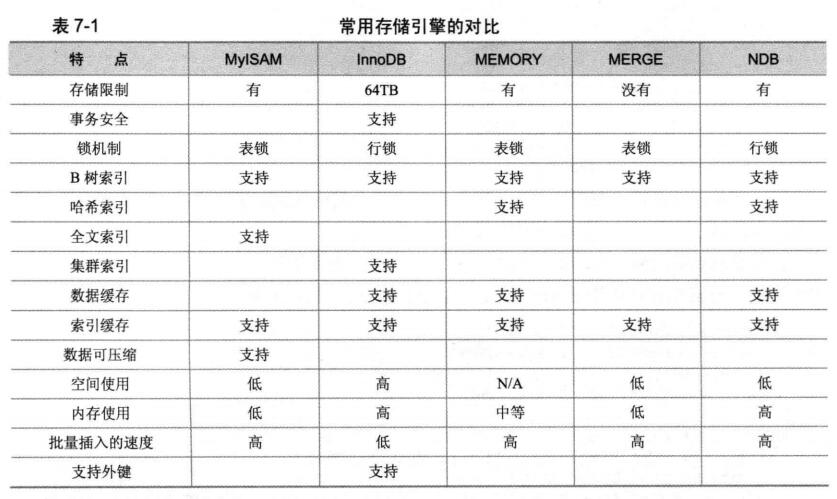 表 7-1 常用存储引擎的对比
特 点 MyISAM InnoDB MEMORY MERGE NDB
存储限制 有 64TB 有 没有 有
事务安全 支持
锁机制 表锁 行锁 表锁 表锁 行锁
B 树索引 支持 支持 支持 支持 支持
哈希索引 支持 支持
全文索引 支持
集群索引 支持
数据缓存 支持 支持 支持
索引缓存 支持 支持 支持 支持 支持
数据可压缩 支持
空间使用 低 高 N/A 低 低
内存使用 低 高 中等 低 高
批量插入的速度 高 低 高 高 高
支持外键 支持